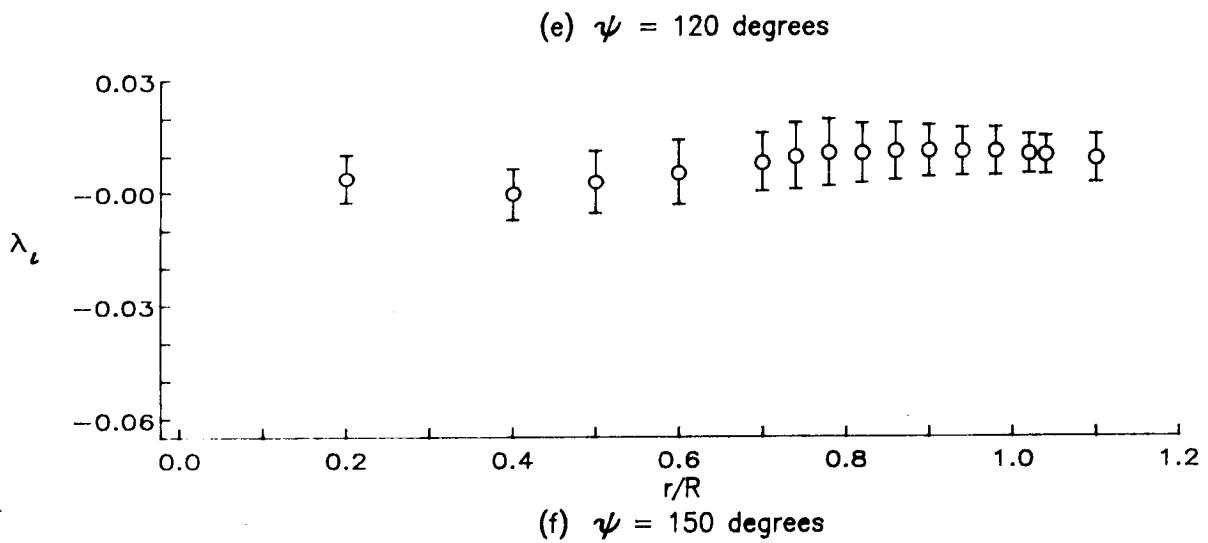 (e) 𝜓 = 120 degrees
0.03
−0.00
λ𝜄
−0.03
−0.06
0.0 0.2 0.4 0.6 0.8 1.0 1.2
r/R
(f) 𝜓 = 150 degrees